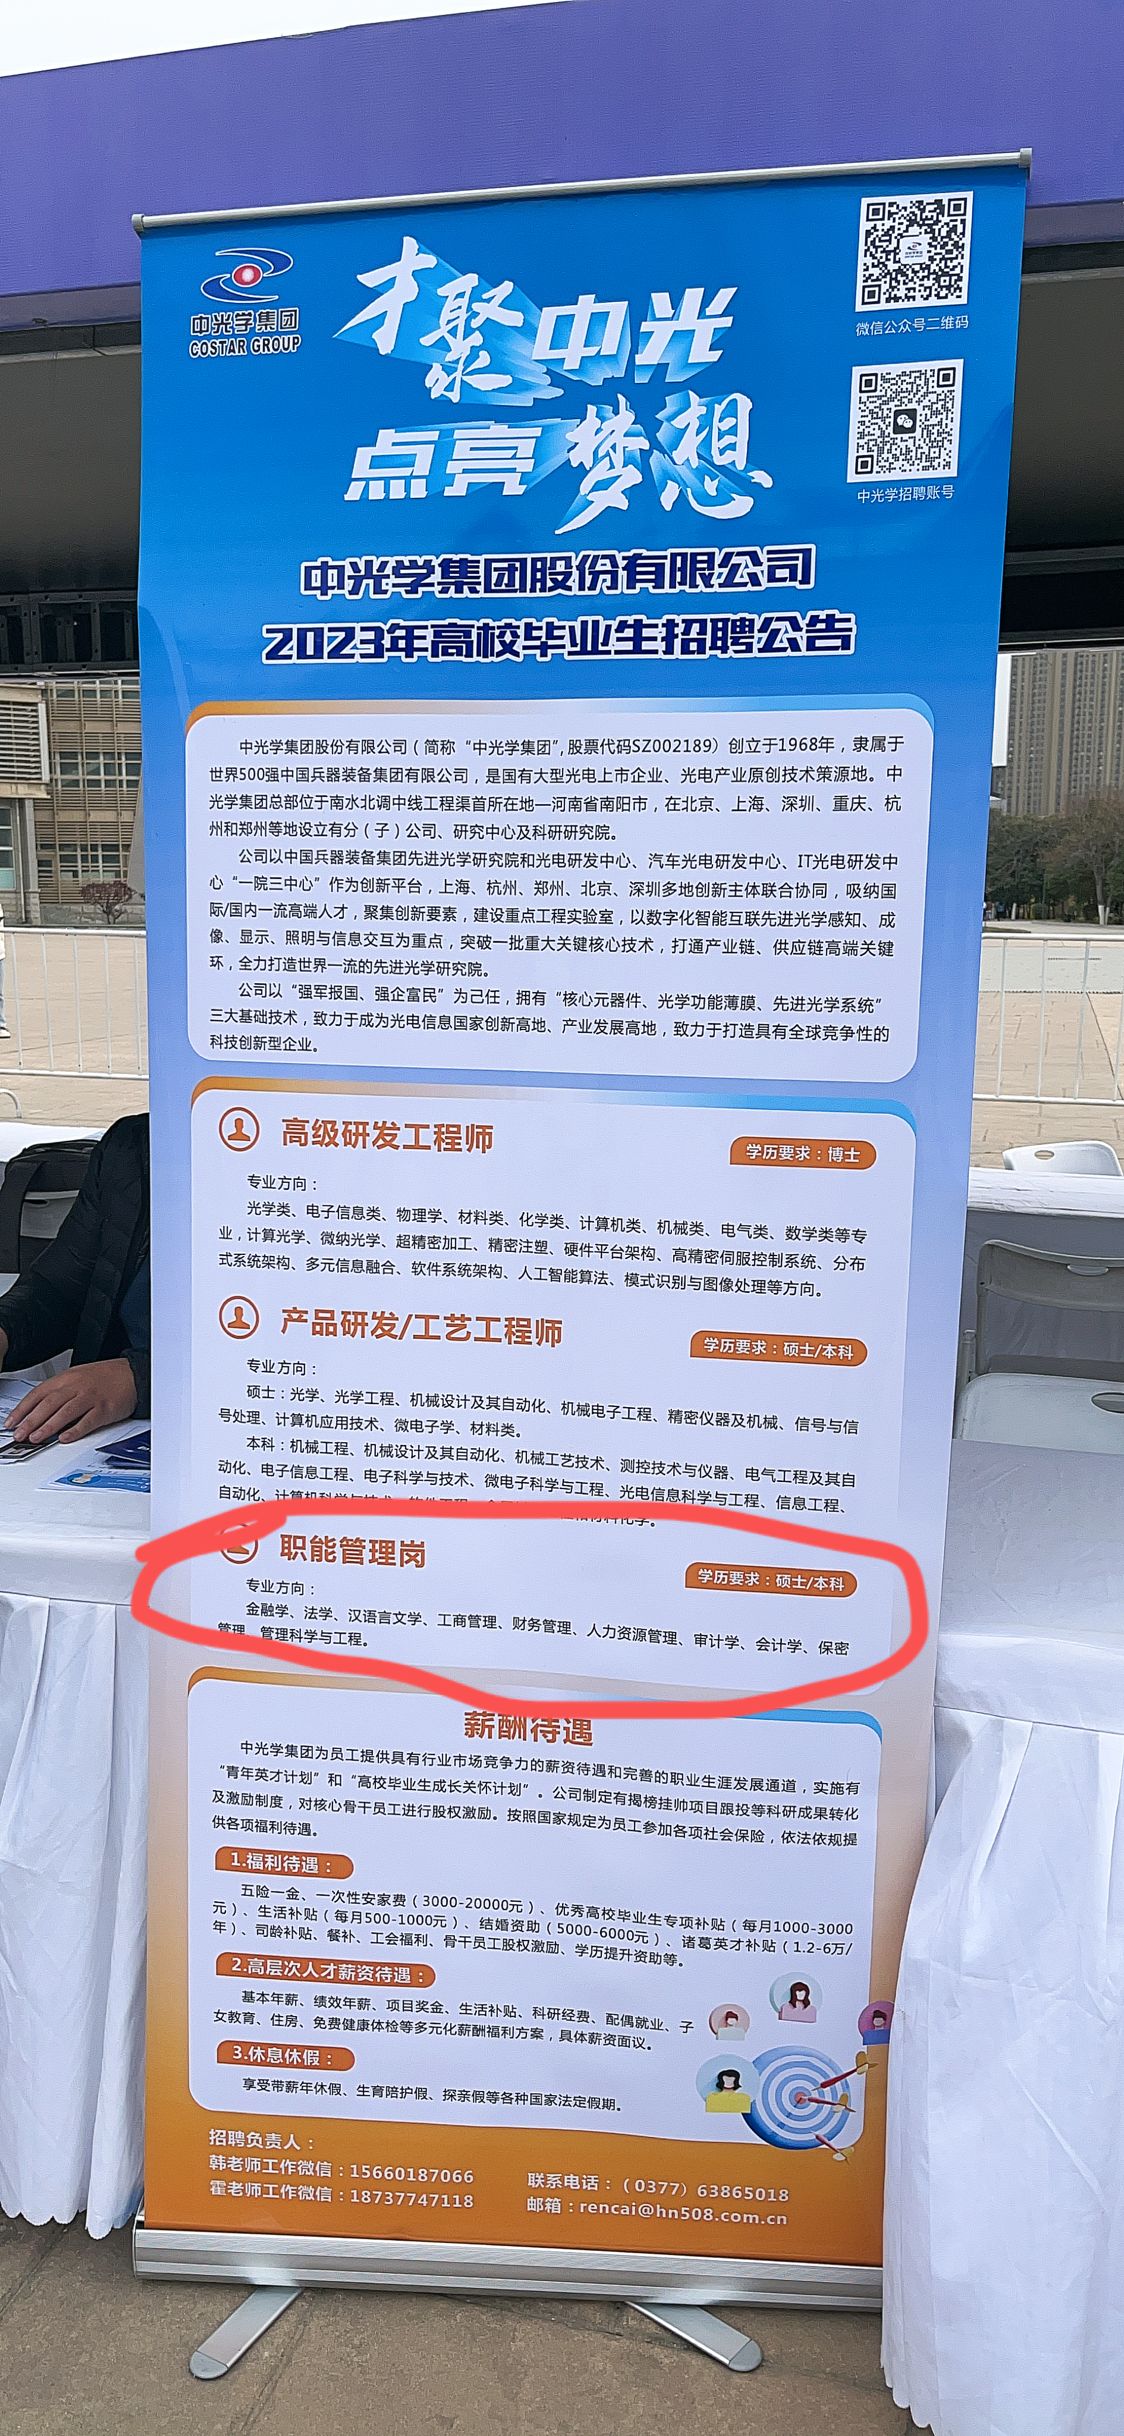 中光学集团
COSTAR GROUP
才聚中光
点亮梦想
微信公众号二维码
中光学招聘账号
中光学集团股份有限公司
2023年高校毕业生招聘公告
中光学集团股份有限公司（简称“中光学集团”，股票代码SZ002189）创立于1968年，隶属于
世界500强中国兵器装备集团有限公司，是国有大型光电上市企业、光电产业原创技术策源地。中
光学集团总部位于南水北调中线工程渠首所在地—河南省南阳市，在北京、上海、深圳、重庆、杭
州和郑州等地设立有分（子）公司、研究中心及科研研究院。
公司以中国兵器装备集团先进光学研究院和光电研发中心、汽车光电研发中心、IT光电研发中
心“一院三中心”作为创新平台，上海、杭州、郑州、北京、深圳多地创新主体联合协同，吸纳国
际/国内一流高端人才，聚集创新要素，建设重点工程实验室，以数字化智能互联先进光学感知、成
像、显示、照明与信息交互为重点，突破一批重大关键核心技术，打通产业链、供应链高端关键
环，全力打造世界一流的先进光学研究院。
公司以“强军报国、强企富民”为己任，拥有“核心元器件、光学功能薄膜、先进光学系统”
三大基础技术，致力于成为光电信息国家创新高地、产业发展高地，致力于打造具有全球竞争性的
科技创新型企业。
高级研发工程师
学历要求：博士
专业方向：
光学类、电子信息类、物理学、材料类、化学类、计算机类、机械类、电气类、数学类等专
业，计算光学、微纳光学、超精密加工、精密注塑、硬件平台架构、高精密伺服控制系统、分布
式系统架构、多元信息融合、软件系统架构、人工智能算法、模式识别与图像处理等方向。
产品研发/工艺工程师
学历要求：硕士/本科
专业方向：
硕士：光学、光学工程、机械设计及其自动化、机械电子工程、精密仪器及机械、信号与信
号处理、计算机应用技术、微电子学、材料类。
本科：机械工程、机械设计及其自动化、机械工艺技术、测控技术与仪器、电气工程及其自
动化、电子信息工程、电子科学与技术、微电子科学与工程、光电信息科学与工程、信息工程、
自动化、计算机科学与技术、软件工程、
职能管理岗
学历要求：硕士/本科
专业方向：
金融学、法学、汉语言文学、工商管理、财务管理、人力资源管理、审计学、会计学、保密
管理、管理科学与工程。
薪酬待遇
中光学集团为员工提供具有行业市场竞争力的薪资待遇和完善的职业生涯发展通道，实施有
“青年英才计划”和“高校毕业生成长关怀计划”。公司制定有揭榜挂帅项目跟投等科研成果转化
及激励制度，对核心骨干员工进行股权激励。按照国家规定为员工参加各项社会保险，依法依规提
供各项福利待遇。
1.福利待遇：
五险一金、一次性安家费（3000-20000元）、优秀高校毕业生专项补贴（每月1000-3000
元）、生活补贴（每月500-1000元）、结婚资助（5000-6000元）、诸葛英才补贴（1.2-6万/
年）、司龄补贴、餐补、工会福利、骨干员工股权激励、学历提升资助等。
2.高层次人才薪资待遇：
基本年薪、绩效年薪、项目奖金、生活补贴、科研经费、配偶就业、子
女教育、住房、免费健康体检等多元化薪酬福利方案，具体薪资面议。
3.休息休假：
享受带薪年休假、生育陪护假、探亲假等各种国家法定假期。
招聘负责人：
韩老师工作微信：15660187066
霍老师工作微信：18737747118
联系电话：（0377）63865018
邮箱：rencai@hn508.com.cn